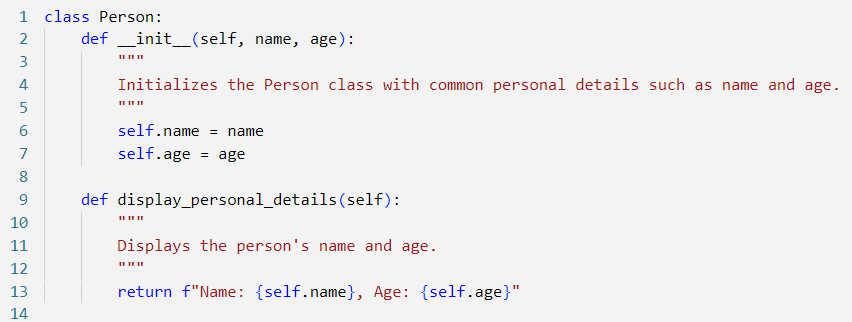 1 class Person:
2     def __init__(self, name, age):
3         """
4         Initializes the Person class with common personal details such as name and age.
5         """
6         self.name = name
7         self.age = age
8
9     def display_personal_details(self):
10         """
11         Displays the person's name and age.
12         """
13         return f"Name: {self.name}, Age: {self.age}"
14